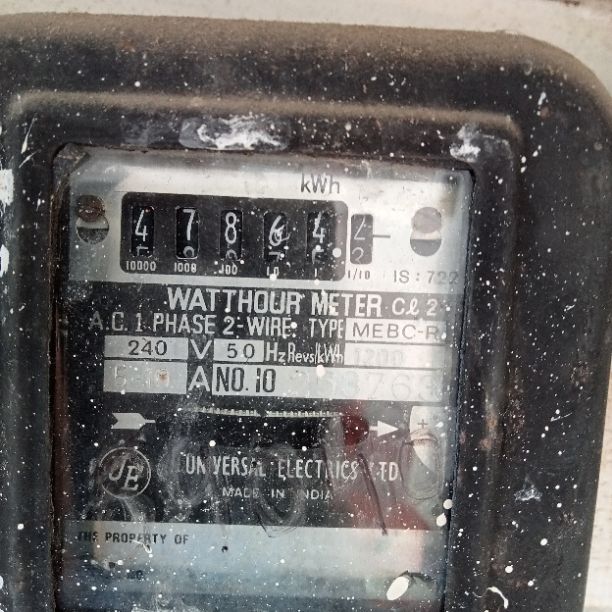 kWh
4 7 8 6 4
10000 1000 100 10 1 1/10 IS : 722
WATTHOUR METER Cl 2
A.C. 1 PHASE 2-WIRE TYPE MEBC-R
240 V 50 Hz Revs/kWh 1200
A NO. 10
JE UNIVERSAL ELECTRICS LTD
MADE IN INDIA
THE PROPERTY OF